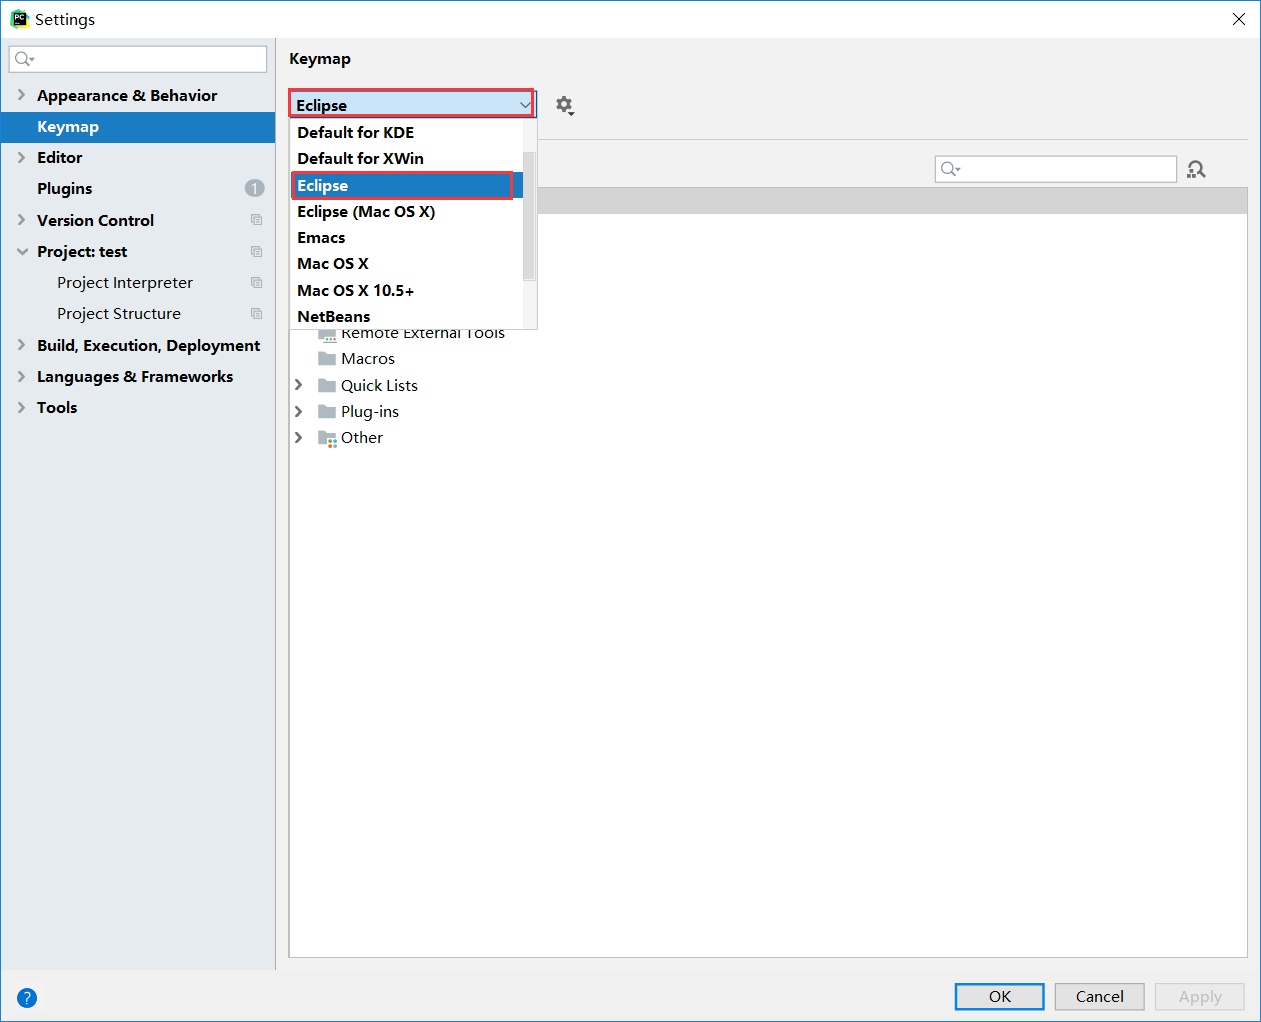 Settings
Appearance & Behavior
Keymap
Editor
Plugins
1
Version Control
Project: test
Project Interpreter
Project Structure
Build, Execution, Deployment
Languages & Frameworks
Tools
Keymap
Eclipse
Default for KDE
Default for XWin
Eclipse
Eclipse (Mac OS X)
Emacs
Mac OS X
Mac OS X 10.5+
NetBeans
Remote External Tools
Macros
Quick Lists
Plug-ins
Other
?
OK
Cancel
Apply